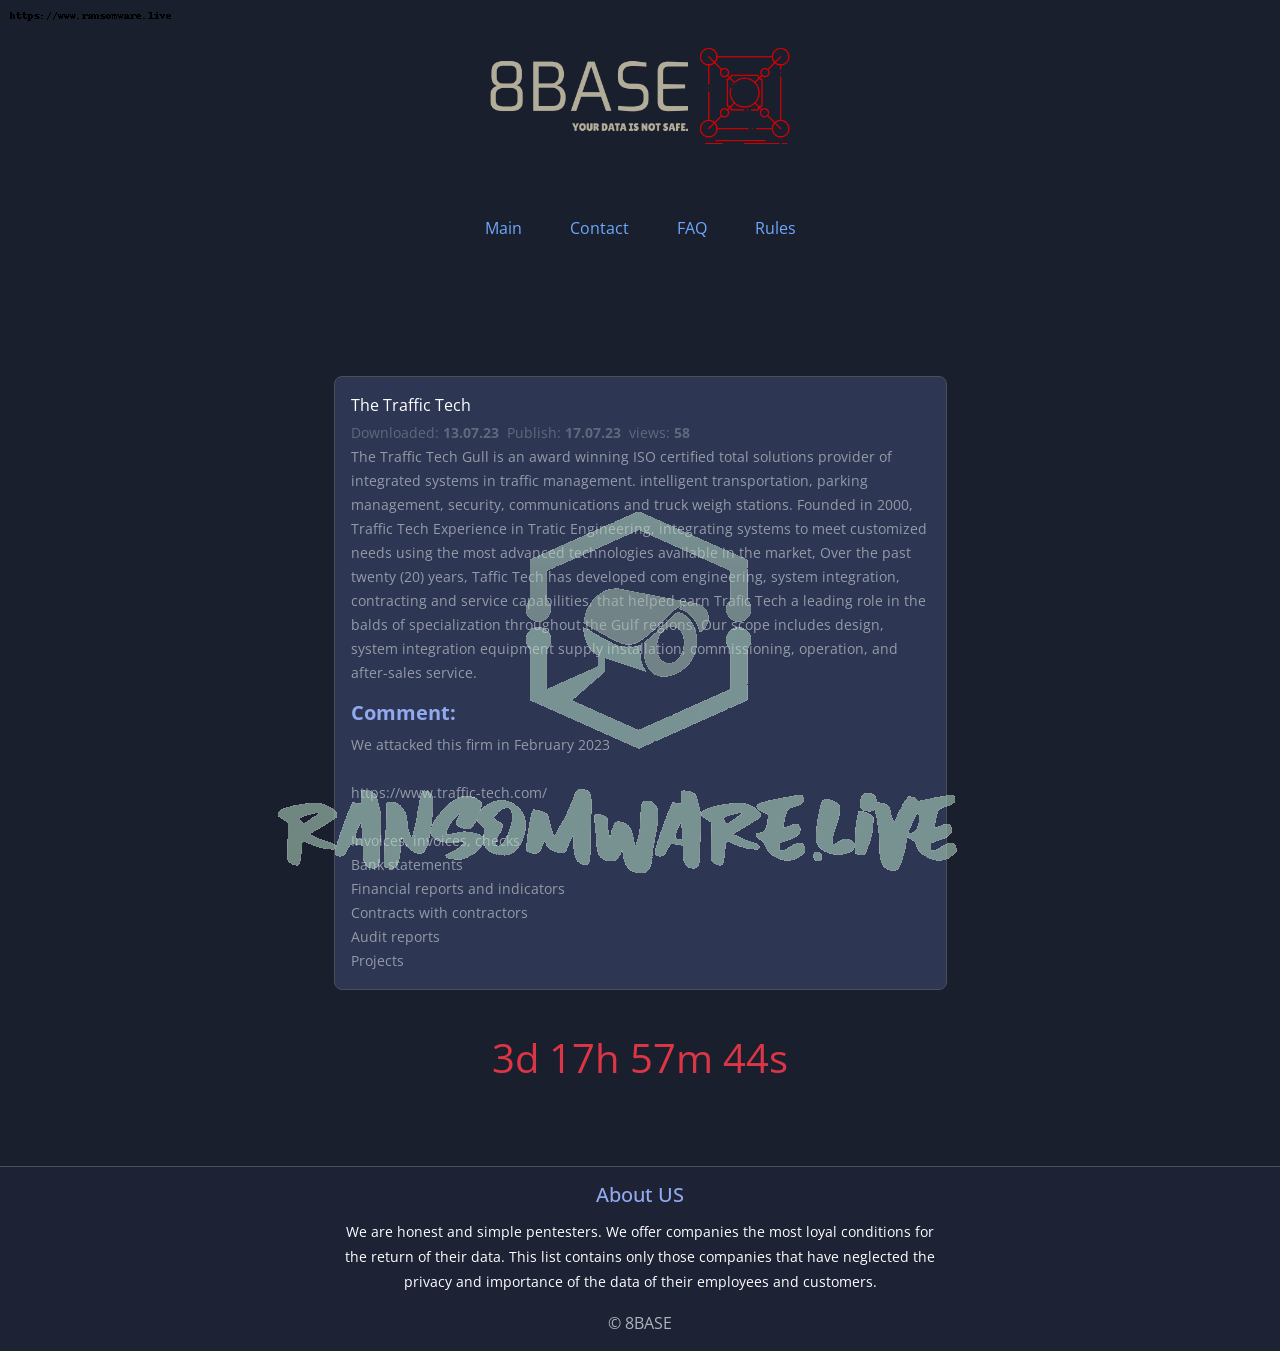 https://www.ransomware.live
8BASE
YOUR DATA IS NOT SAFE.
Main Contact FAQ Rules
The Traffic Tech
Downloaded: 13.07.23 Publish: 17.07.23 views: 58
The Traffic Tech Gull is an award winning ISO certified total solutions provider of
integrated systems in traffic management. intelligent transportation, parking
management, security, communications and truck weigh stations. Founded in 2000,
Traffic Tech Experience in Tratic Engineering, integrating systems to meet customized
needs using the most advanced technologies available in the market, Over the past
twenty (20) years, Taffic Tech has developed com engineering, system integration,
contracting and service capabilities, that helped earn Trafic Tech a leading role in the
balds of specialization throughout the Gulf regions. Our scope includes design,
system integration equipment supply installation, commissioning, operation, and
after-sales service.
Comment:
We attacked this firm in February 2023
https://www.traffic-tech.com/
RANSOMWARE.LIVE
Invoices, invoices, checks
Bank statements
Financial reports and indicators
Contracts with contractors
Audit reports
Projects
3d 17h 57m 44s
About US
We are honest and simple pentesters. We offer companies the most loyal conditions for
the return of their data. This list contains only those companies that have neglected the
privacy and importance of the data of their employees and customers.
© 8BASE